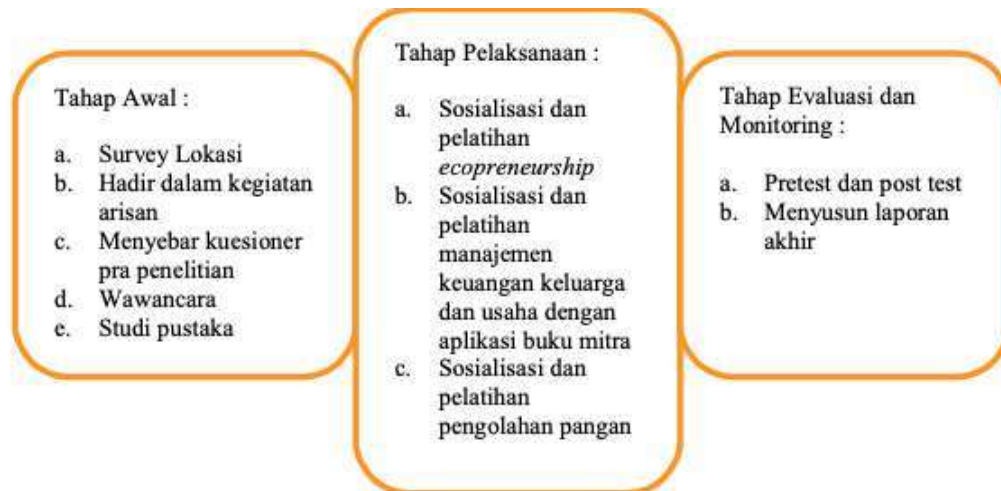 Tahap Awal :
a. Survey Lokasi
b. Hadir dalam kegiatan
arisan
c. Menyebar kuesioner
pra penelitian
d. Wawancara
e. Studi pustaka
Tahap Pelaksanaan :
a. Sosialisasi dan
pelatihan
ecopreneurship
b. Sosialisasi dan
pelatihan
manajemen
keuangan keluarga
dan usaha dengan
aplikasi buku mitra
c. Sosialisasi dan
pelatihan
pengolahan pangan
Tahap Evaluasi dan
Monitoring :
a. Pretest dan post test
b. Menyusun laporan
akhir